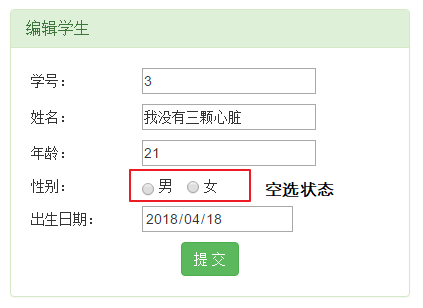 编辑学生
学号： 3
姓名： 我没有三颗心脏
年龄： 21
性别： 男 女 空选状态
出生日期： 2018/04/18
提 交